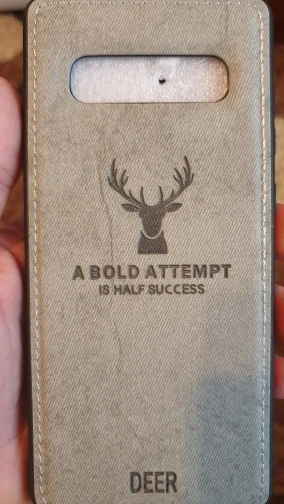 A BOLD ATTEMPT
IS HALF SUCCESS
DEER